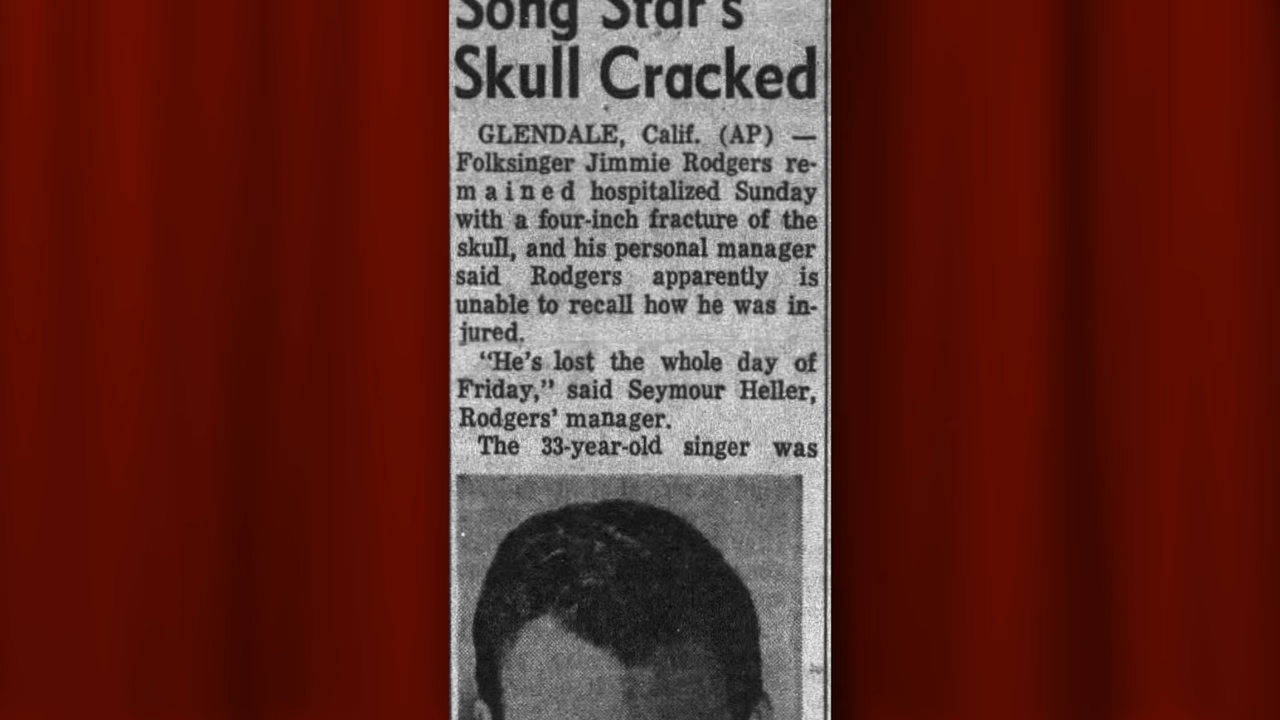 Song Star's
Skull Cracked
GLENDALE, Calif. (AP) —
Folksinger Jimmie Rodgers re-
mained hospitalized Sunday
with a four-inch fracture of the
skull, and his personal manager
said Rodgers apparently is
unable to recall how he was in-
jured.
"He's lost the whole day of
Friday," said Seymour Heller,
Rodgers' manager.
The 33-year-old singer was